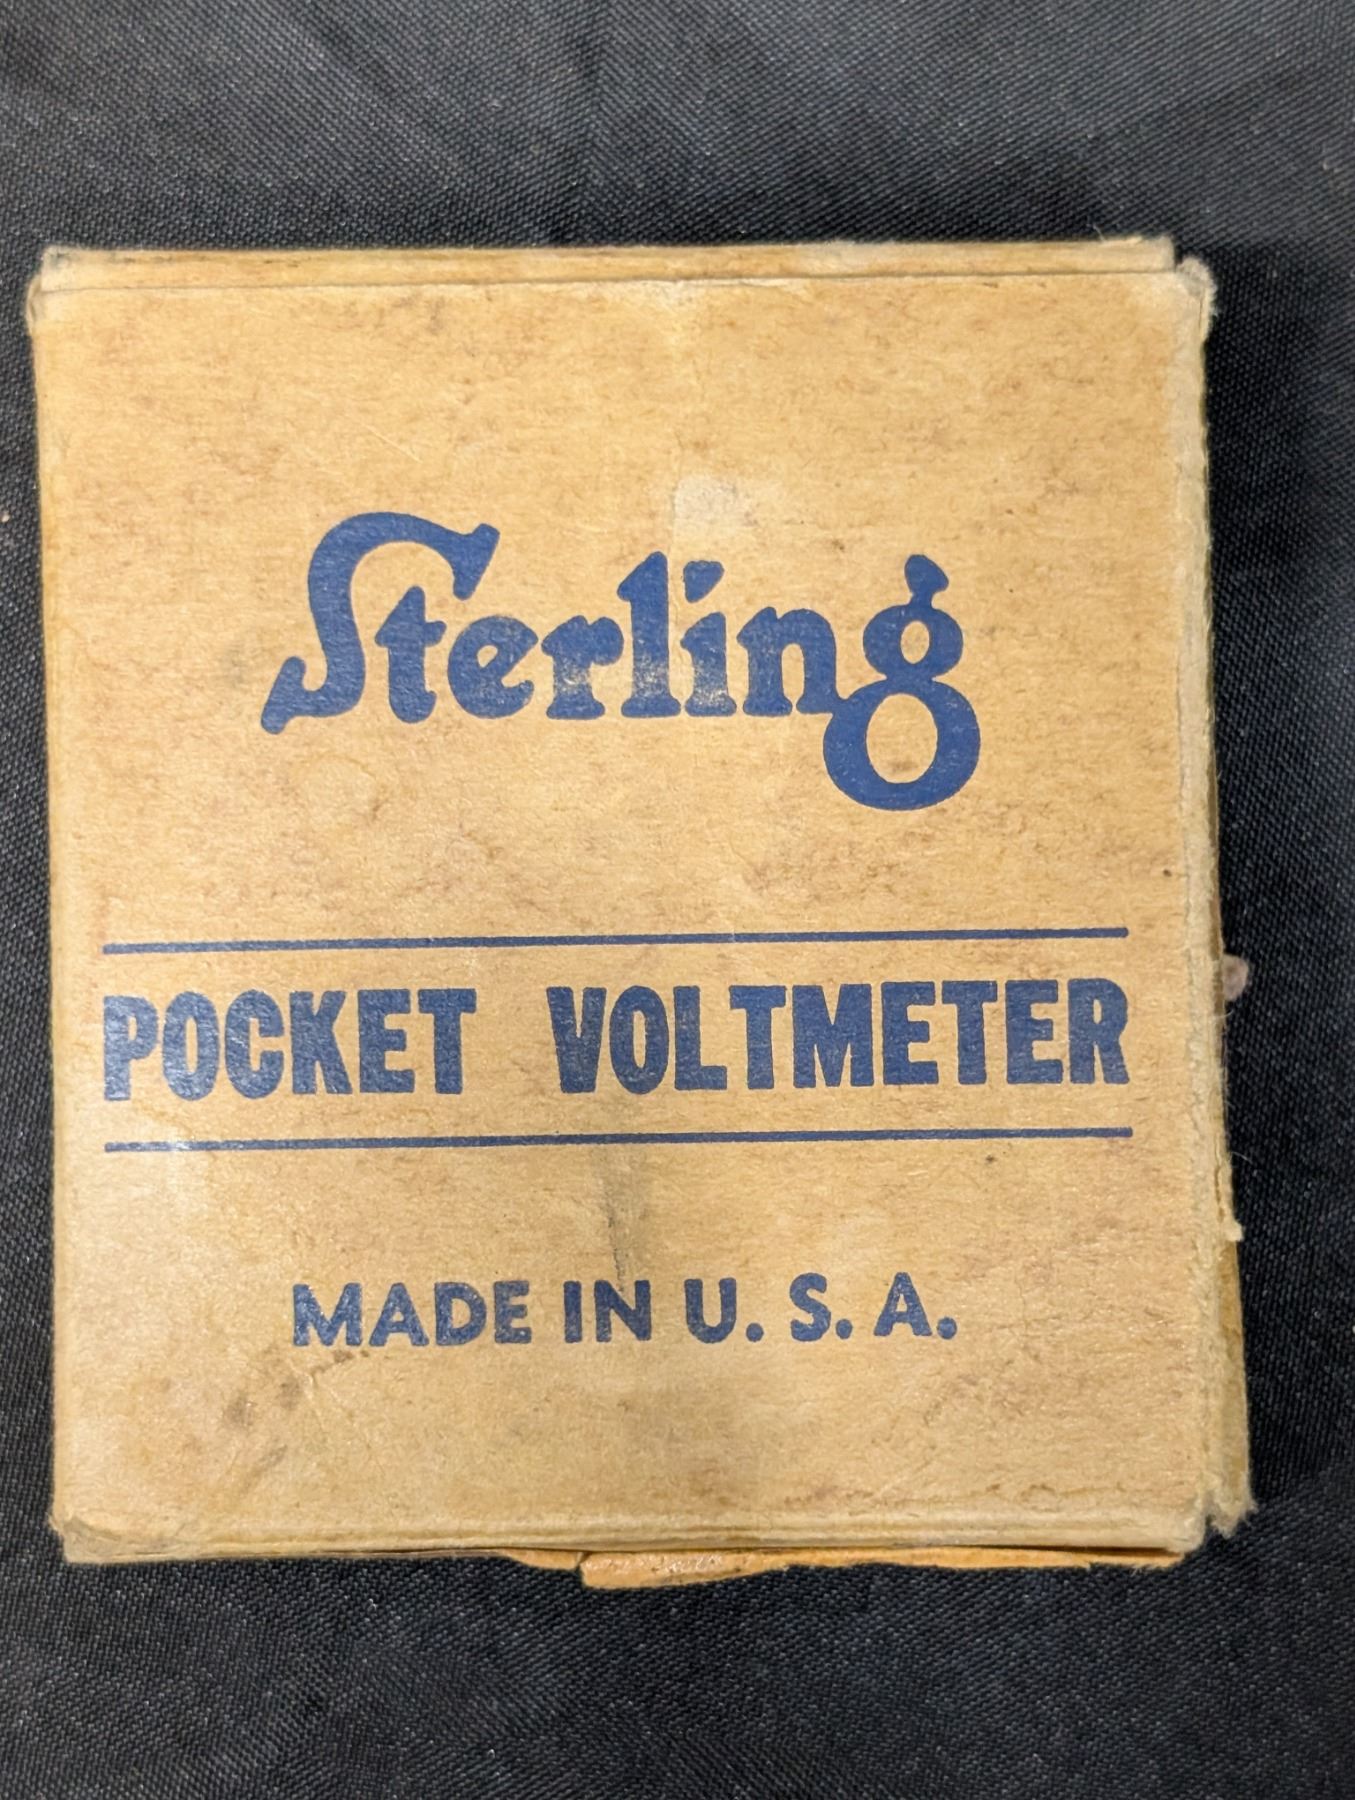 Sterling
POCKET VOLTMETER
MADE IN U. S. A.